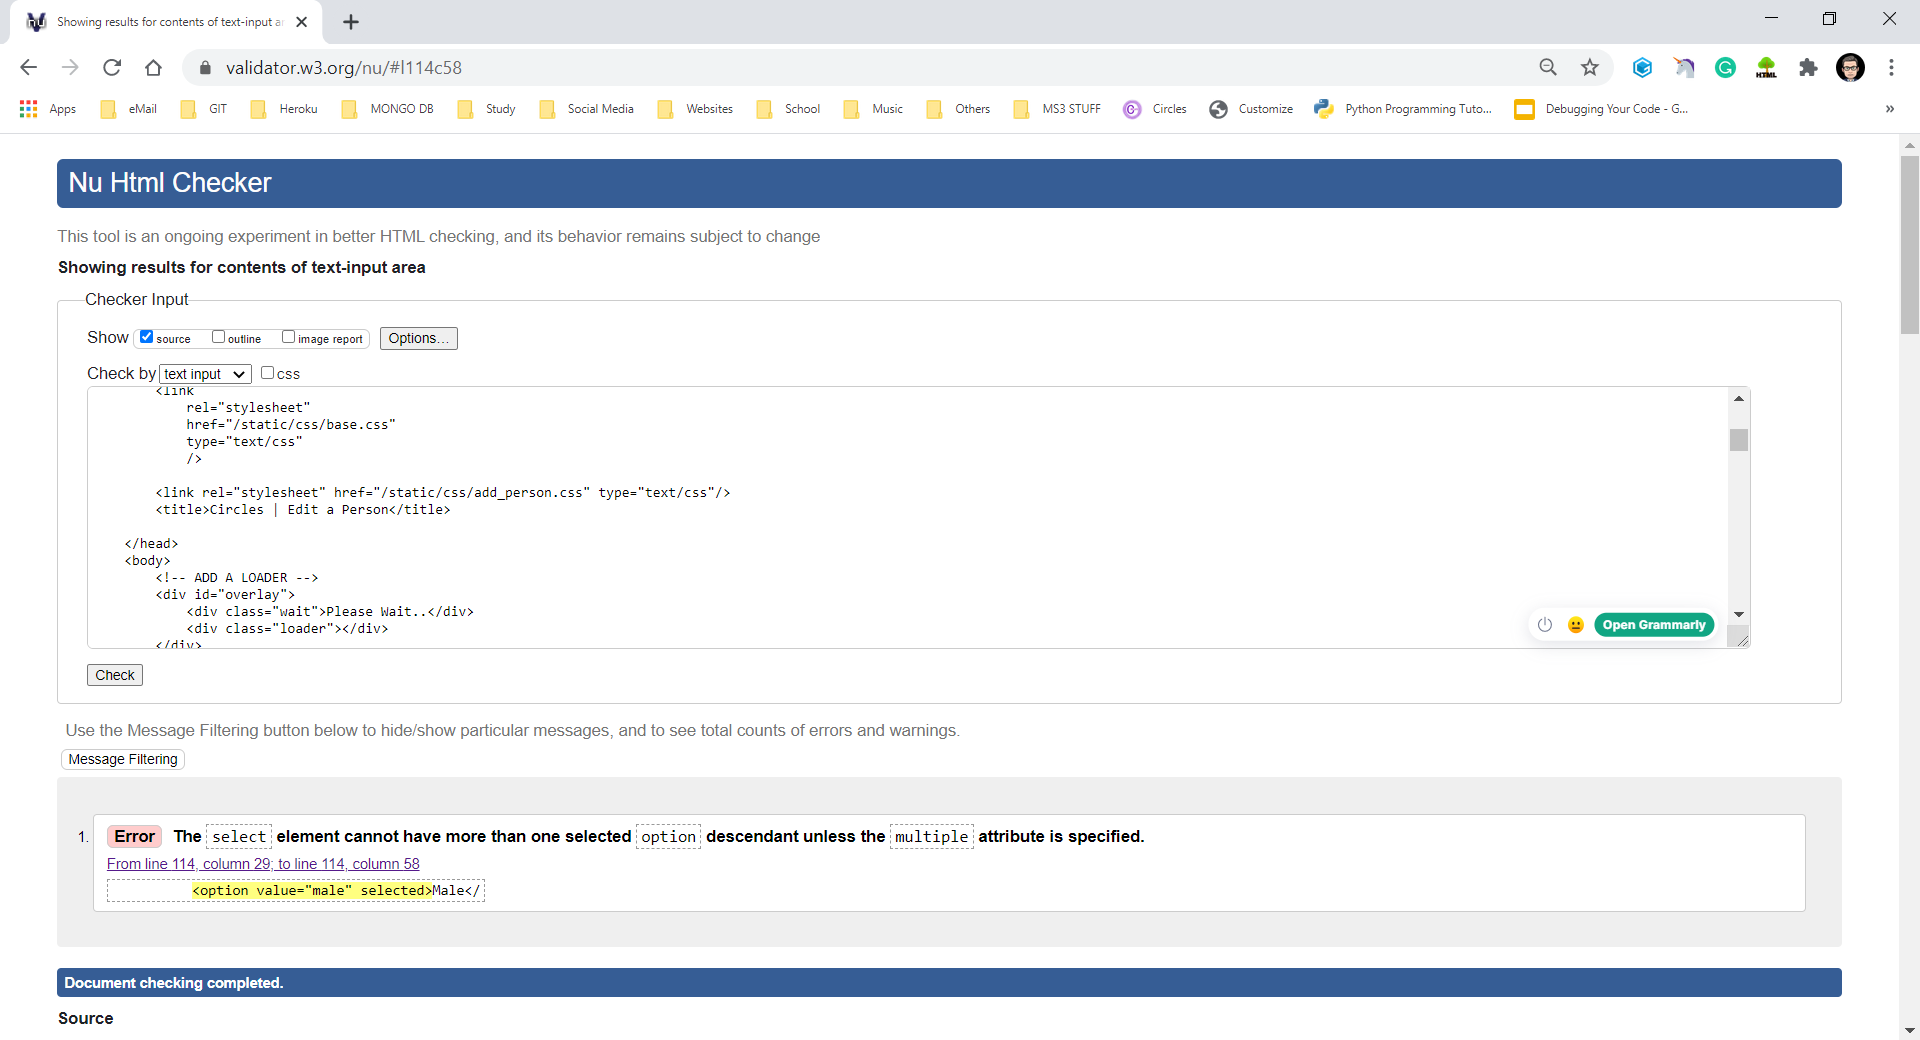 Showing results for contents of text-input ar
validator.w3.org/nu/#l114c58
Apps eMail GIT Heroku MONGO DB Study Social Media Websites School Music Others MS3 STUFF Circles Customize Python Programming Tuto... Debugging Your Code - G... »
Nu Html Checker
This tool is an ongoing experiment in better HTML checking, and its behavior remains subject to change
Showing results for contents of text-input area
Checker Input
Show source outline image report Options...
Check by text input css
<link
rel="stylesheet"
href="/static/css/base.css"
type="text/css"
/>
<link rel="stylesheet" href="/static/css/add_person.css" type="text/css"/>
<title>Circles | Edit a Person</title>
</head>
<body>
<!-- ADD A LOADER -->
<div id="overlay">
<div class="wait">Please Wait..</div>
<div class="loader"></div>
</div>
Open Grammarly
Check
Use the Message Filtering button below to hide/show particular messages, and to see total counts of errors and warnings.
Message Filtering
1. Error The select element cannot have more than one selected option descendant unless the multiple attribute is specified.
From line 114, column 29; to line 114, column 58
<option value="male" selected>Male</
Document checking completed.
Source